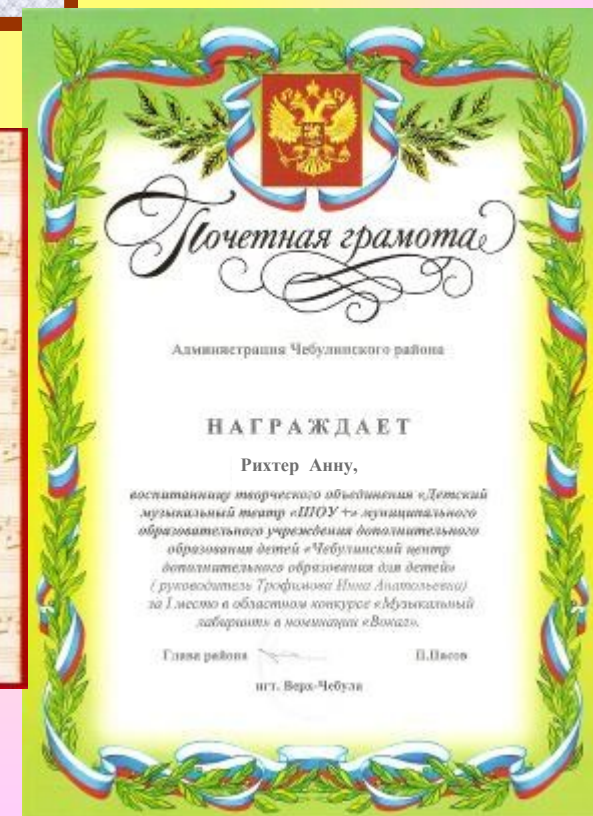 Почетная грамота
Администрация Чебулинского района
НАГРАЖДАЕТ
Рихтер Анну,
воспитанницу творческого объединения «Детский
музыкальный театр «ШОУ +» муниципального
образовательного учреждения дополнительного
образования детей «Чебулинский центр
дополнительного образования для детей»
( руководитель Трофимова Инна Анатольевна)
за 1 место в областном конкурсе «Музыкальный
лабиринт» в номинации «Вокал».
Глава района П.Пасов
пгт. Верх-Чебула